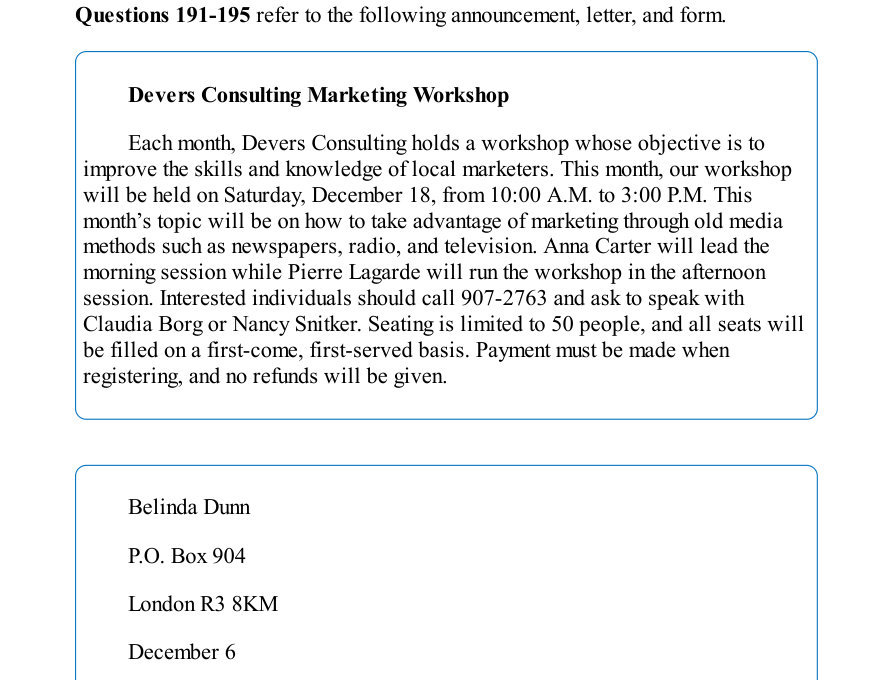 Questions 191-195 refer to the following announcement, letter, and form.
Devers Consulting Marketing Workshop
Each month, Devers Consulting holds a workshop whose objective is to
improve the skills and knowledge of local marketers. This month, our workshop
will be held on Saturday, December 18, from 10:00 A.M. to 3:00 P.M. This
month's topic will be on how to take advantage of marketing through old media
methods such as newspapers, radio, and television. Anna Carter will lead the
morning session while Pierre Lagarde will run the workshop in the afternoon
session. Interested individuals should call 907-2763 and ask to speak with
Claudia Borg or Nancy Snitker. Seating is limited to 50 people, and all seats will
be filled on a first-come, first-served basis. Payment must be made when
registering, and no refunds will be given.
Belinda Dunn
P.O. Box 904
London R3 8KM
December 6